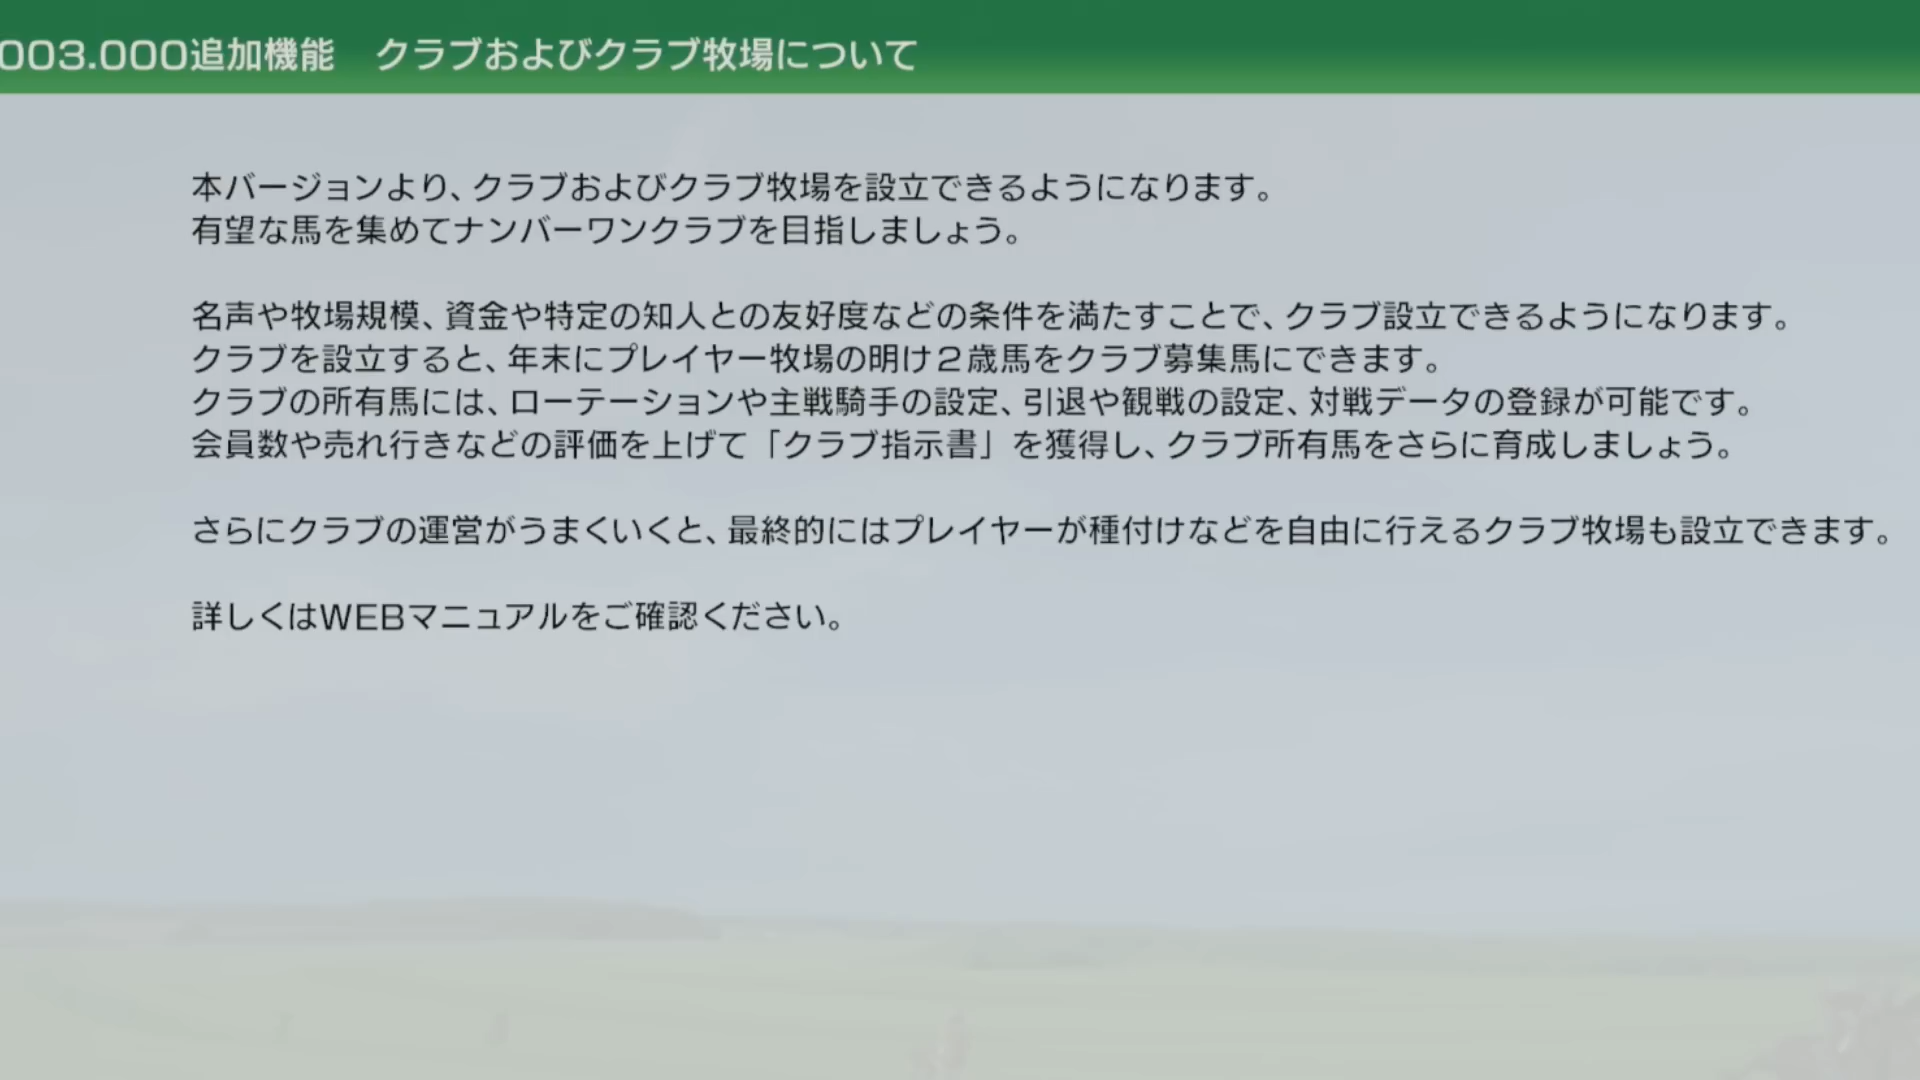 003.000追加機能　クラブおよびクラブ牧場について
本バージョンより、クラブおよびクラブ牧場を設立できるようになります。
有望な馬を集めてナンバーワンクラブを目指しましょう。
名声や牧場規模、資金や特定の知人との友好度などの条件を満たすことで、クラブ設立できるようになります。
クラブを設立すると、年末にプレイヤー牧場の明け２歳馬をクラブ募集馬にできます。
クラブの所有馬には、ローテーションや主戦騎手の設定、引退や観戦の設定、対戦データの登録が可能です。
会員数や売れ行きなどの評価を上げて「クラブ指示書」を獲得し、クラブ所有馬をさらに育成しましょう。
さらにクラブの運営がうまくいくと、最終的にはプレイヤーが種付けなどを自由に行えるクラブ牧場も設立できます。
詳しくはWEBマニュアルをご確認ください。